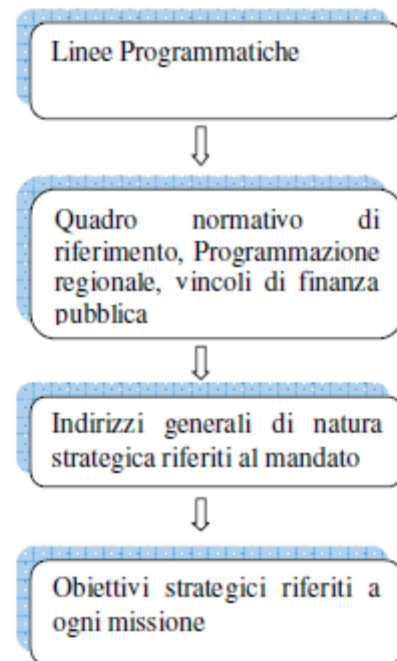 Linee Programmatiche
Quadro normativo di
riferimento, Programmazione
regionale, vincoli di finanza
pubblica
Indirizzi generali di natura
strategica riferiti al mandato
Obiettivi strategici riferiti a
ogni missione